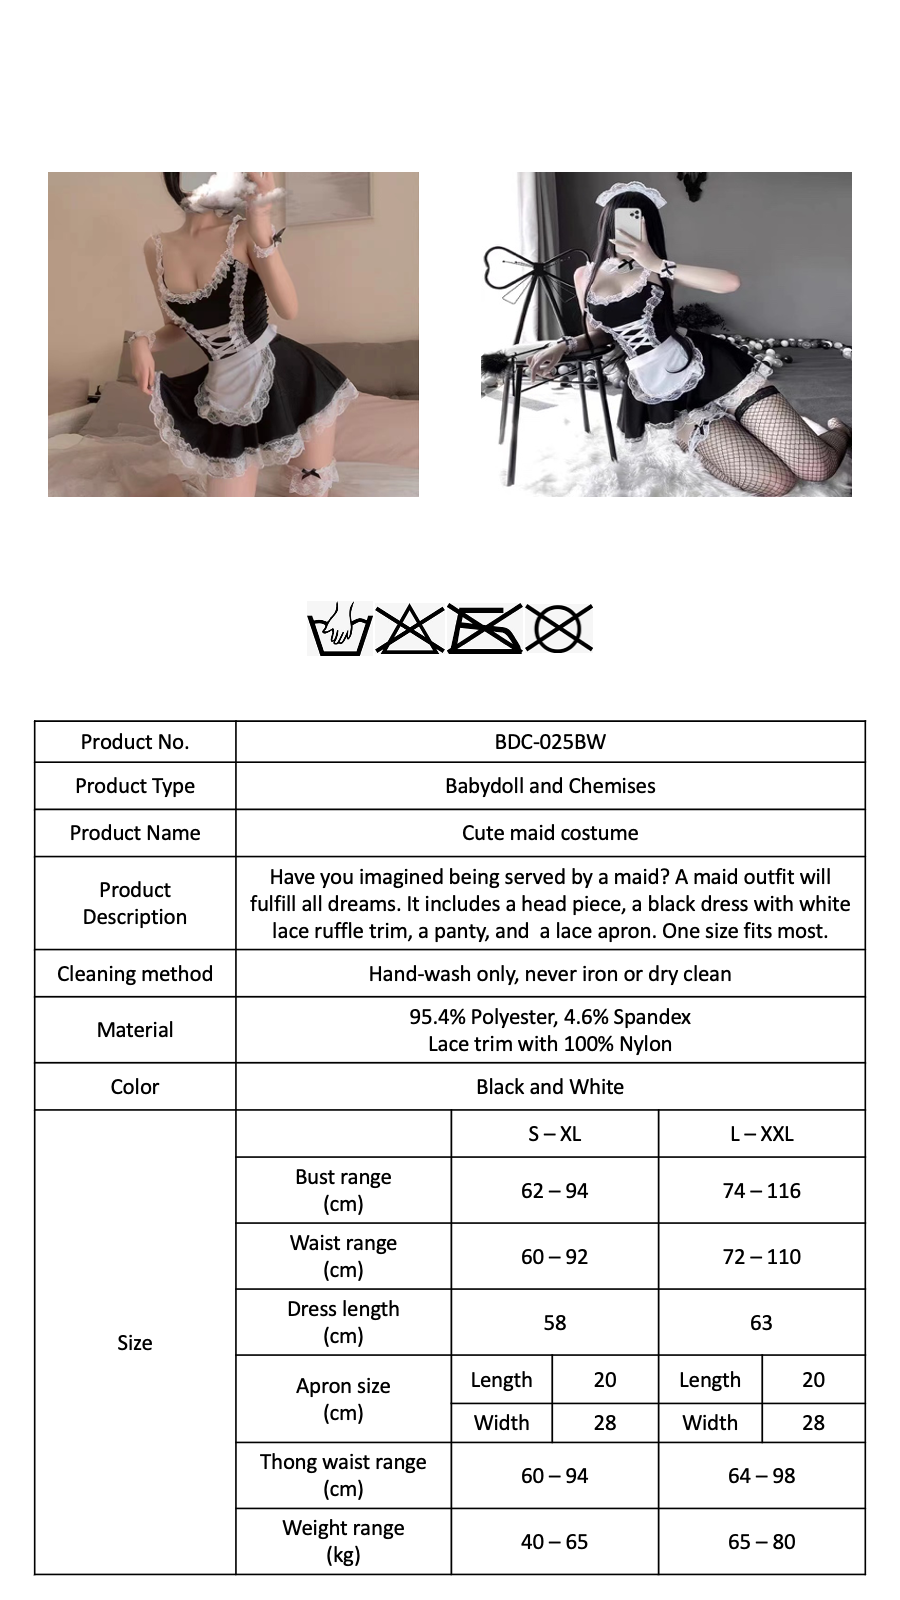 Product No.
BDC-025BW
Product Type
Babydoll and Chemises
Product Name
Cute maid costume
Product
Description
Have you imagined being served by a maid? A maid outfit will
fulfill all dreams. It includes a head piece, a black dress with white
lace ruffle trim, a panty, and  a lace apron. One size fits most.
Cleaning method
Hand-wash only, never iron or dry clean
Material
95.4% Polyester, 4.6% Spandex
Lace trim with 100% Nylon
Color
Black and White
Size
S – XL
L – XXL
Bust range
(cm)
62 – 94
74 – 116
Waist range
(cm)
60 – 92
72 – 110
Dress length
(cm)
58
63
Apron size
(cm)
Length
20
Length
20
Width
28
Width
28
Thong waist range
(cm)
60 – 94
64 – 98
Weight range
(kg)
40 – 65
65 – 80